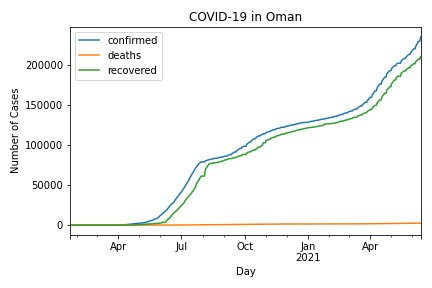 COVID-19 in Oman
confirmed
deaths
recovered
Number of Cases
200000
150000
100000
50000
0
Apr
Jul
Oct
Jan
2021
Apr
Day